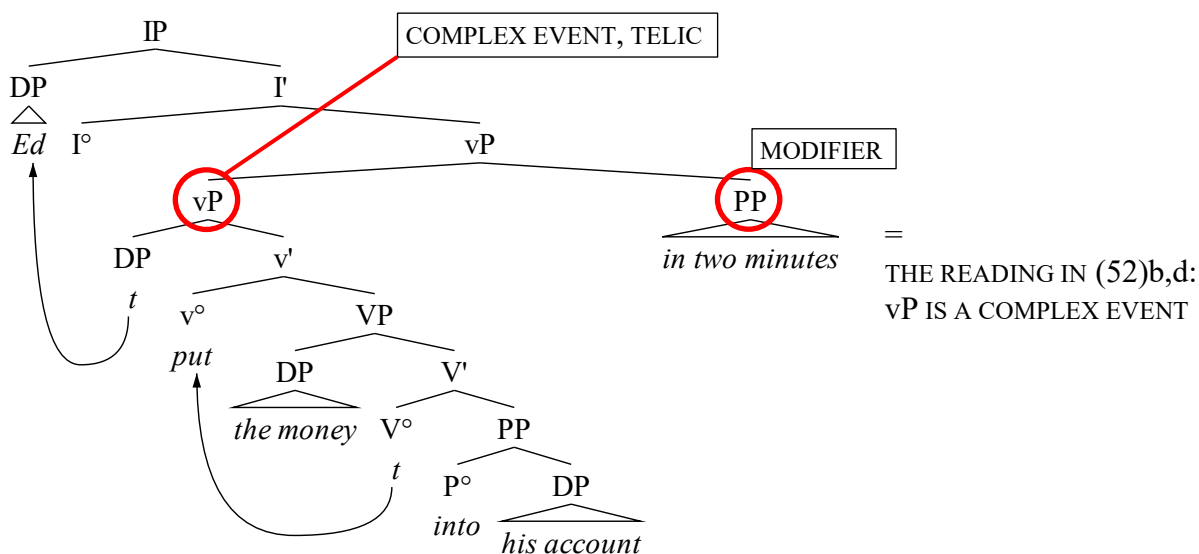 IP
COMPLEX EVENT, TELIC
DP I'
Ed I° vP
MODIFIER
vP PP
DP v' in two minutes =
THE READING IN (52)b,d:
t v° VP vP IS A COMPLEX EVENT
put DP V'
the money V° PP
t P° DP
into his account